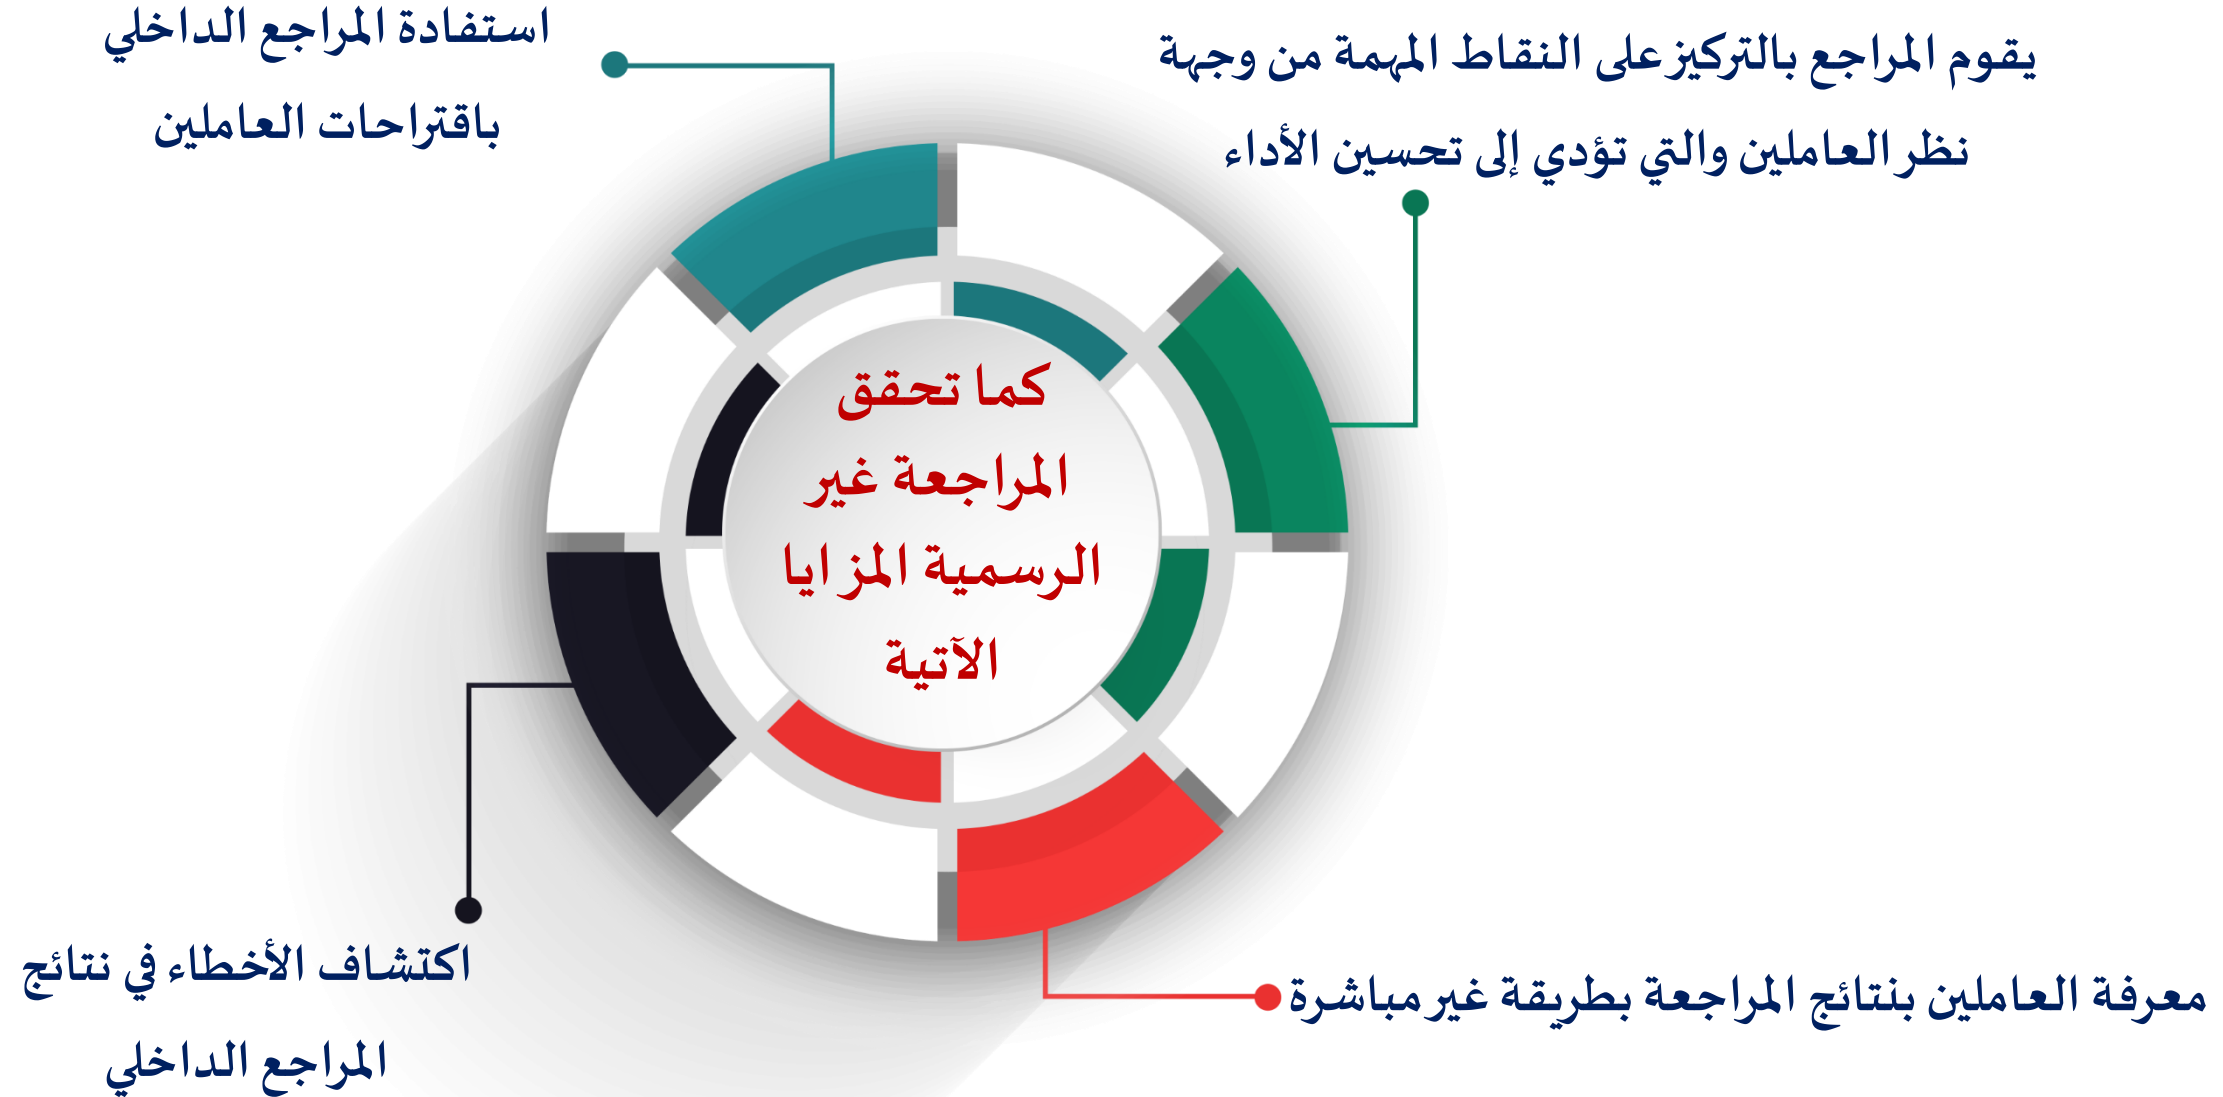 كما تحقق
المراجعة غير
الرسمية المزايا
الآتية
يقوم المراجع بالتركيز على النقاط المهمة من وجهة
نظر العاملين والتي تؤدي إلى تحسين الأداء
استفادة المراجع الداخلي
باقتراحات العاملين
معرفة العاملين بنتائج المراجعة بطريقة غير مباشرة
اكتشاف الأخطاء في نتائج
المراجع الداخلي